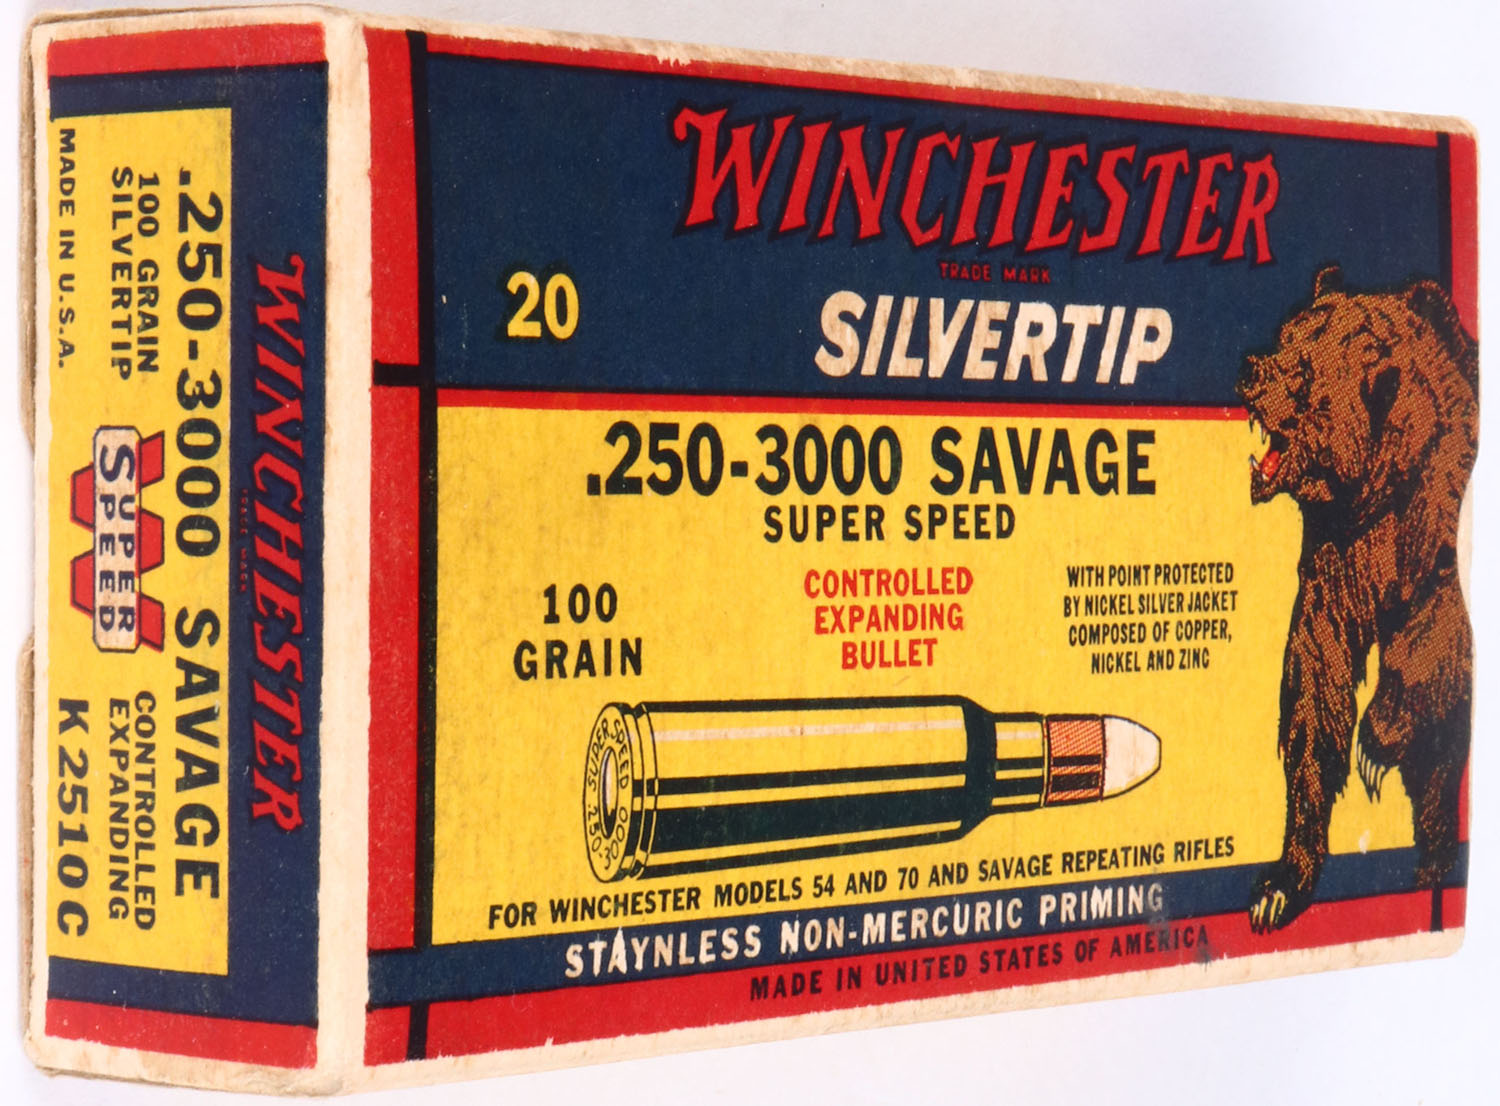 WINCHESTER
TRADE MARK
SILVERTIP
20
.250-3000 SAVAGE
SUPER SPEED
100
GRAIN
CONTROLLED
EXPANDING
BULLET
WITH POINT PROTECTED
BY NICKEL SILVER JACKET
COMPOSED OF COPPER,
NICKEL AND ZINC
SUPER SPEED
.250-3000
FOR WINCHESTER MODELS 54 AND 70 AND SAVAGE REPEATING RIFLES
STAYNLESS NON-MERCURIC PRIMING
MADE IN UNITED STATES OF AMERICA
WINCHESTER
TRADE MARK
.250-3000 SAVAGE
100 GRAIN
SILVERTIP
W
SUPER
SPEED
CONTROLLED
EXPANDING
MADE IN U.S.A.
K2510C